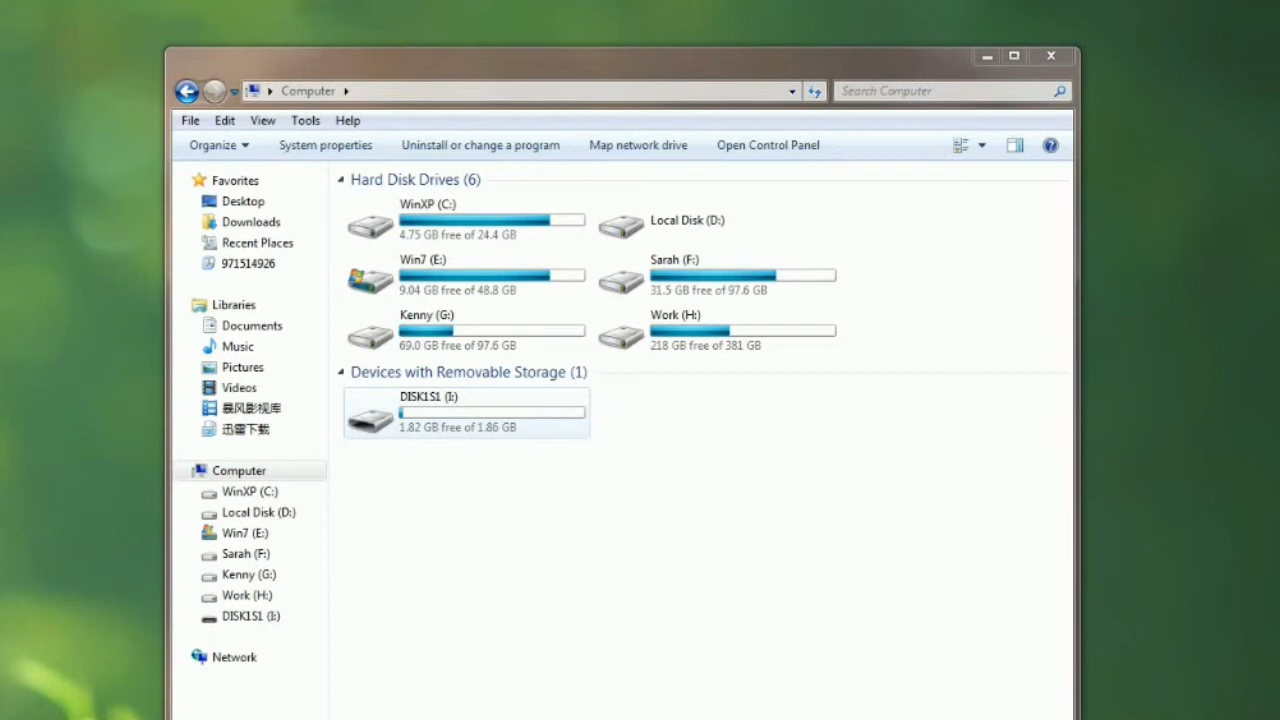 Computer
Search Computer
File Edit View Tools Help
Organize System properties Uninstall or change a program Map network drive Open Control Panel
Favorites
Desktop
Downloads
Recent Places
971514926
Libraries
Documents
Music
Pictures
Videos
暴风影视库
迅雷下载
Computer
WinXP (C:)
Local Disk (D:)
Win7 (E:)
Sarah (F:)
Kenny (G:)
Work (H:)
DISK1S1 (I:)
Network
Hard Disk Drives (6)
WinXP (C:)
4.75 GB free of 24.4 GB
Local Disk (D:)
Win7 (E:)
9.04 GB free of 48.8 GB
Sarah (F:)
31.5 GB free of 97.6 GB
Kenny (G:)
69.0 GB free of 97.6 GB
Work (H:)
218 GB free of 381 GB
Devices with Removable Storage (1)
DISK1S1 (I:)
1.82 GB free of 1.86 GB